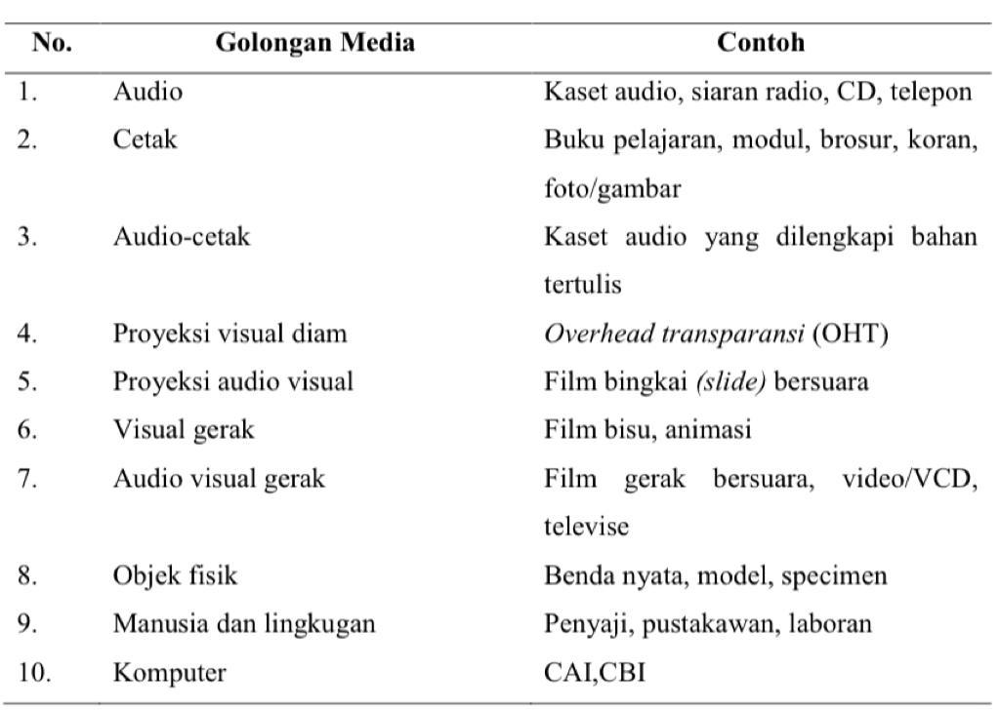 No. Golongan Media Contoh
1. Audio Kaset audio, siaran radio, CD, telepon
2. Cetak Buku pelajaran, modul, brosur, koran,
foto/gambar
3. Audio-cetak Kaset audio yang dilengkapi bahan
tertulis
4. Proyeksi visual diam Overhead transparansi (OHT)
5. Proyeksi audio visual Film bingkai (slide) bersuara
6. Visual gerak Film bisu, animasi
7. Audio visual gerak Film gerak bersuara, video/VCD,
televise
8. Objek fisik Benda nyata, model, specimen
9. Manusia dan lingkugan Penyaji, pustakawan, laboran
10. Komputer CAI,CBI